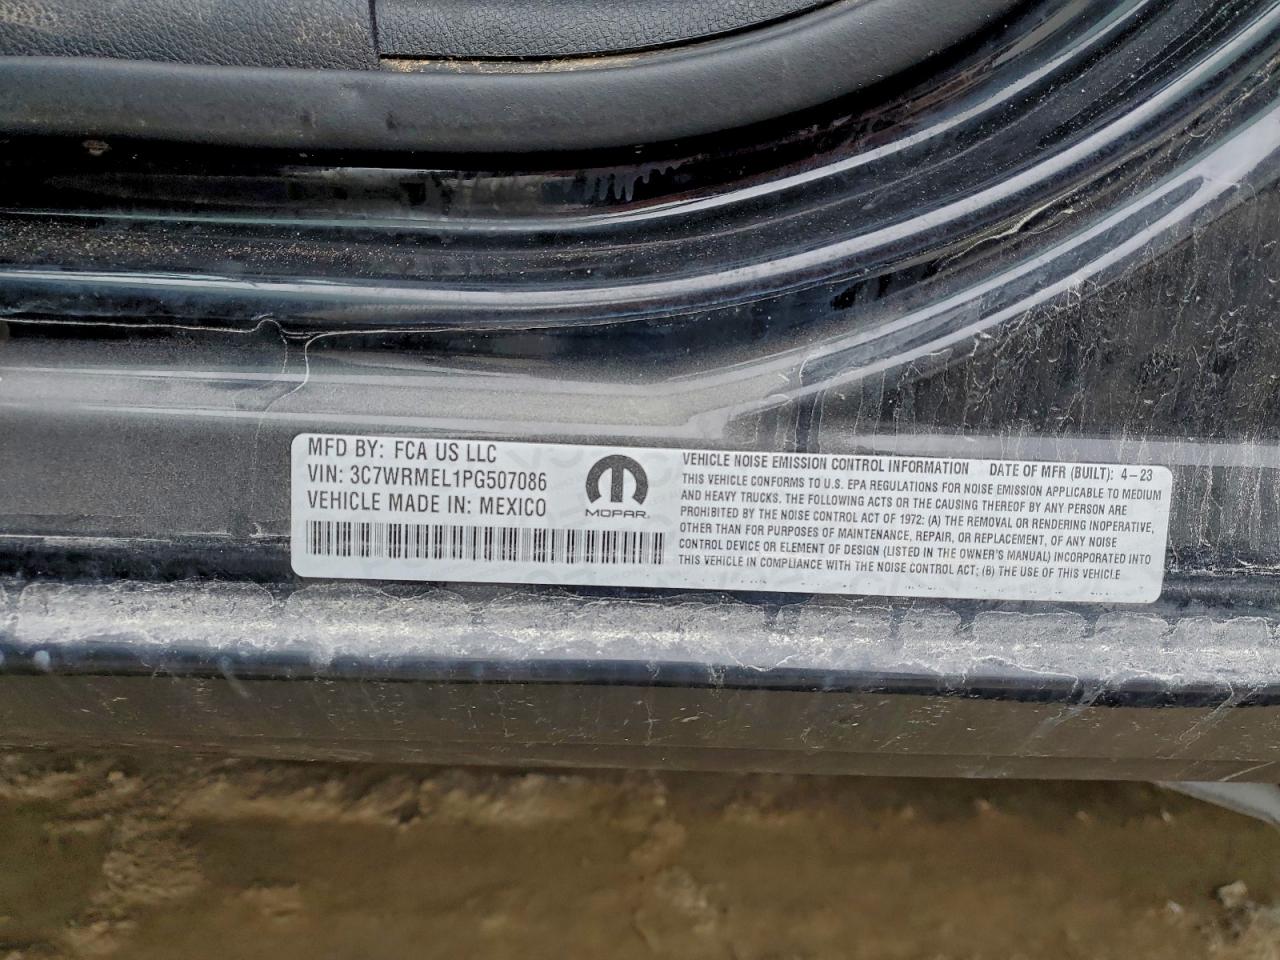 MFD BY: FCA US LLC
VIN: 3C7WRMEL1PG507086
VEHICLE MADE IN: MEXICO
MOPAR.
VEHICLE NOISE EMISSION CONTROL INFORMATION DATE OF MFR (BUILT): 4-23
THIS VEHICLE CONFORMS TO U.S. EPA REGULATIONS FOR NOISE EMISSION APPLICABLE TO MEDIUM
AND HEAVY TRUCKS. THE FOLLOWING ACTS OR THE CAUSING THEREOF BY ANY PERSON ARE
PROHIBITED BY THE NOISE CONTROL ACT OF 1972: (A) THE REMOVAL OR RENDERING INOPERATIVE,
OTHER THAN FOR PURPOSES OF MAINTENANCE, REPAIR, OR REPLACEMENT, OF ANY NOISE
CONTROL DEVICE OR ELEMENT OF DESIGN (LISTED IN THE OWNER'S MANUAL) INCORPORATED INTO
THIS VEHICLE IN COMPLIANCE WITH THE NOISE CONTROL ACT; (B) THE USE OF THIS VEHICLE